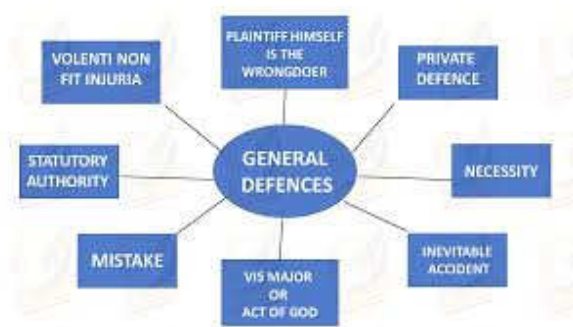 PLAINTIFF HIMSELF
IS THE
WRONGDOER
VOLENTI NON
FIT INJURIA
PRIVATE
DEFENCE
GENERAL
DEFENCES
STATUTORY
AUTHORITY
NECESSITY
MISTAKE
VIS MAJOR
OR
ACT OF GOD
INEVITABLE
ACCIDENT